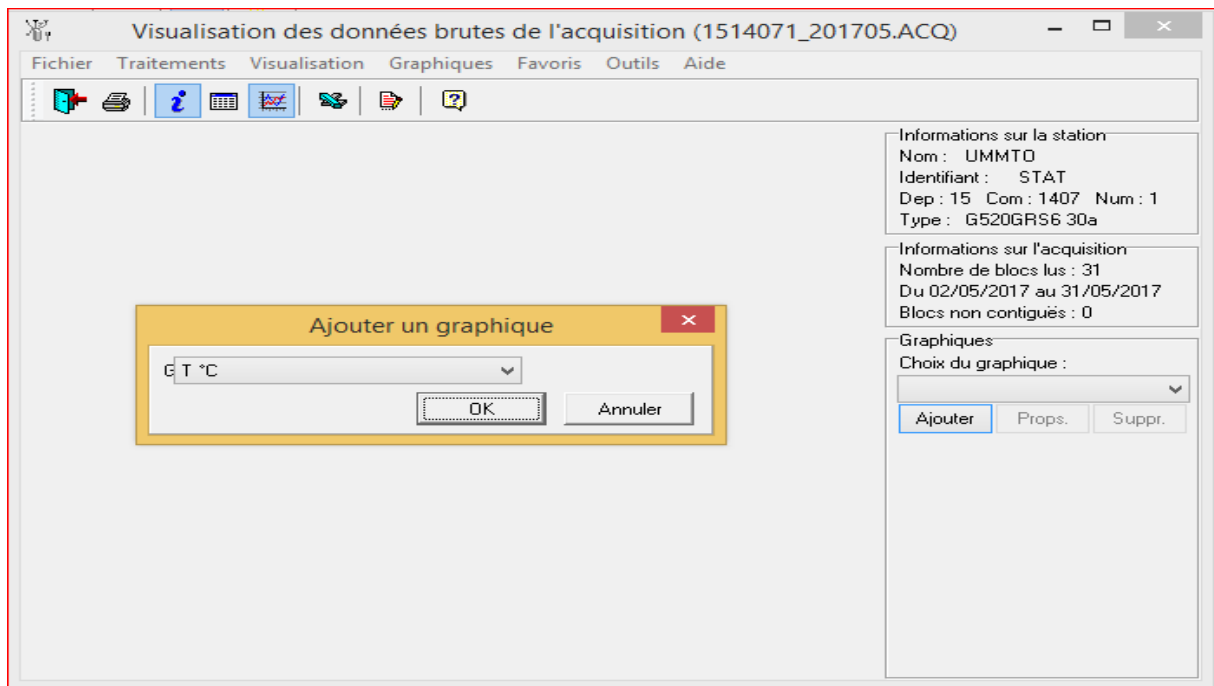 Visualisation des données brutes de l'acquisition (1514071_201705.ACQ)
Fichier Traitements Visualisation Graphiques Favoris Outils Aide
Informations sur la station
Nom : UMMTO
Identifiant : STAT
Dep : 15 Com : 1407 Num : 1
Type : G520GRS6 30a
Informations sur l'acquisition
Nombre de blocs lus : 31
Du 02/05/2017 au 31/05/2017
Blocs non contiguës : 0
Graphiques
Choix du graphique :
Ajouter Props. Suppr.
Ajouter un graphique
G T °C
OK Annuler